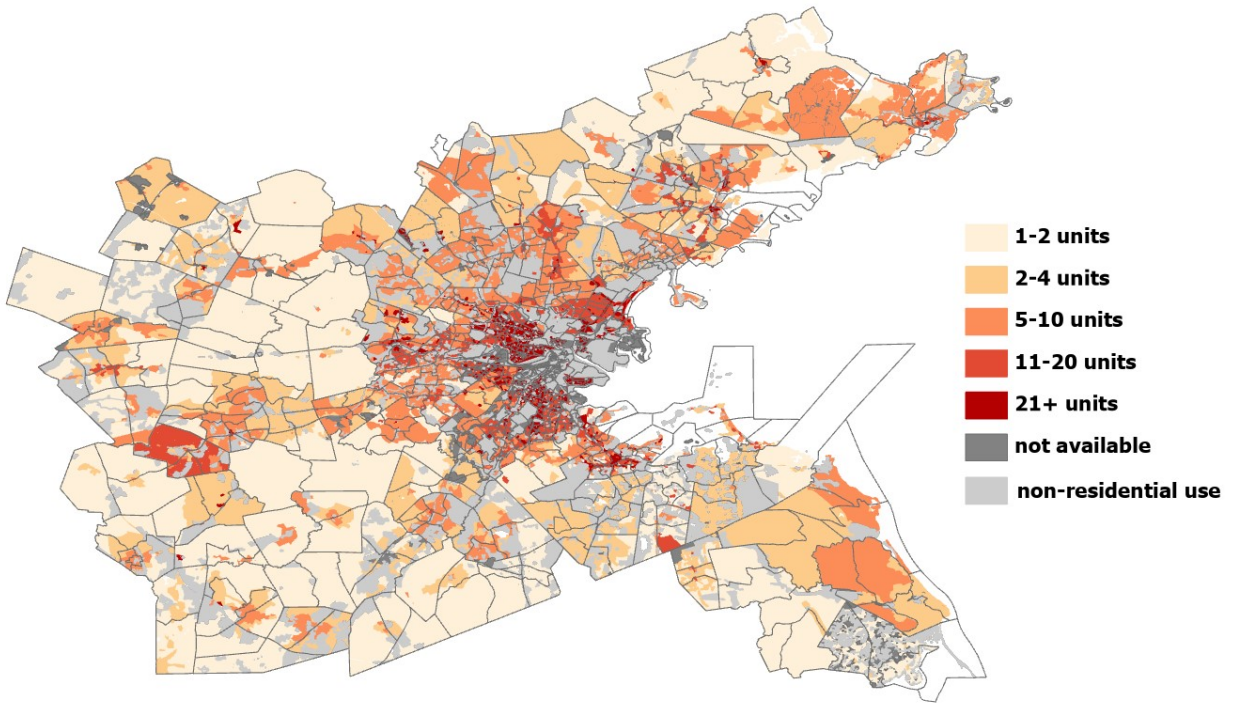 1-2 units
2-4 units
5-10 units
11-20 units
21+ units
not available
non-residential use